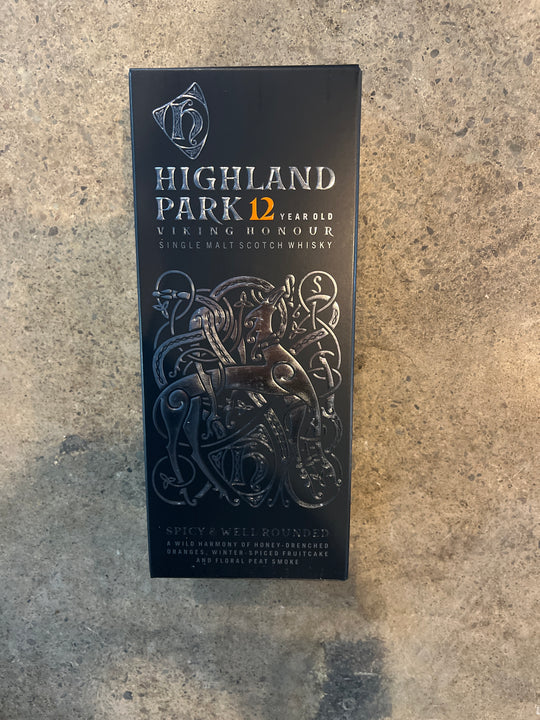 H
HIGHLAND
PARK 12 YEAR OLD
VIKING HONOUR
SINGLE MALT SCOTCH WHISKY
S
H
SPICY & WELL ROUNDED
A WILD HARMONY OF HONEY-DRENCHED
ORANGES, WINTER-SPICED FRUITCAKE
AND FLORAL PEAT SMOKE